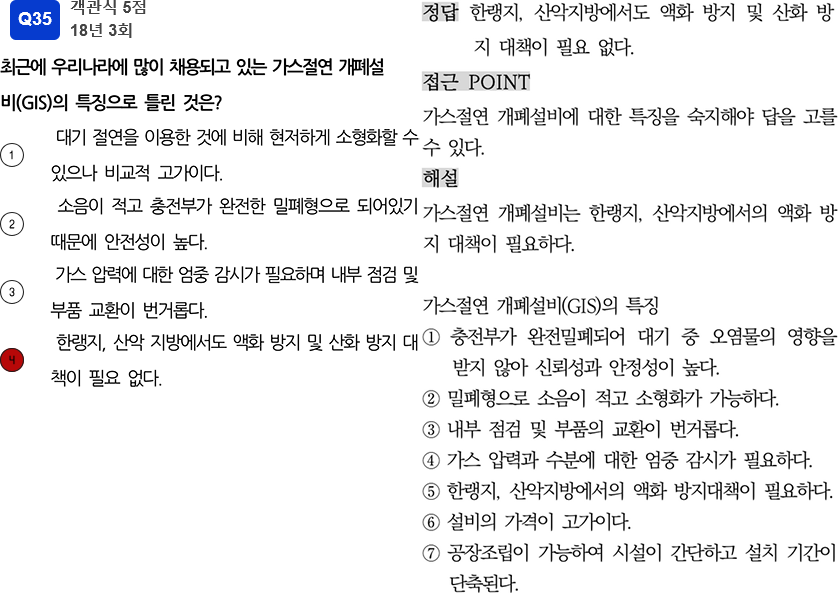 Q35
객관식 5점
18년 3회
최근에 우리나라에 많이 채용되고 있는 가스절연 개폐설
비(GIS)의 특징으로 틀린 것은?
① 대기 절연을 이용한 것에 비해 현저하게 소형화할 수
있으나 비교적 고가이다.
② 소음이 적고 충전부가 완전한 밀폐형으로 되어있기
때문에 안전성이 높다.
③ 가스 압력에 대한 엄중 감시가 필요하며 내부 점검 및
부품 교환이 번거롭다.
④ 한랭지, 산악 지방에서도 액화 방지 및 산화 방지 대
책이 필요 없다.
정답 한랭지, 산악지방에서도 액화 방지 및 산화 방
지 대책이 필요 없다.
접근 POINT
가스절연 개폐설비에 대한 특징을 숙지해야 답을 고를
수 있다.
해설
가스절연 개폐설비는 한랭지, 산악지방에서의 액화 방
지 대책이 필요하다.
가스절연 개폐설비(GIS)의 특징
① 충전부가 완전밀폐되어 대기 중 오염물의 영향을
받지 않아 신뢰성과 안정성이 높다.
② 밀폐형으로 소음이 적고 소형화가 가능하다.
③ 내부 점검 및 부품의 교환이 번거롭다.
④ 가스 압력과 수분에 대한 엄중 감시가 필요하다.
⑤ 한랭지, 산악지방에서의 액화 방지대책이 필요하다.
⑥ 설비의 가격이 고가이다.
⑦ 공장조립이 가능하여 시설이 간단하고 설치 기간이
단축된다.